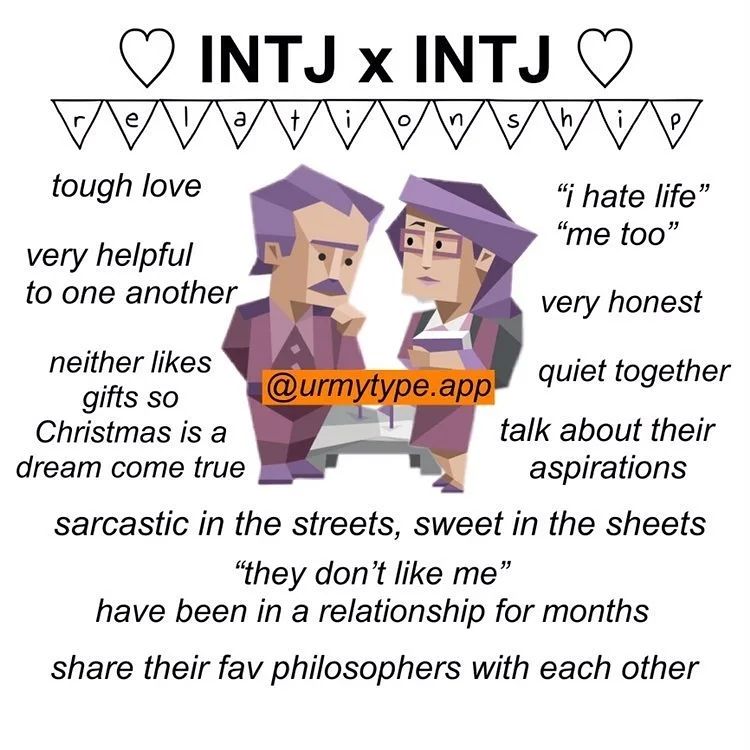 ♡ INTJ x INTJ ♡
relationship
tough love
very helpful
to one another
neither likes
gifts so
Christmas is a
dream come true
“i hate life”
“me too”
very honest
quiet together
talk about their
aspirations
@urmytype.app
sarcastic in the streets, sweet in the sheets
“they don’t like me”
have been in a relationship for months
share their fav philosophers with each other